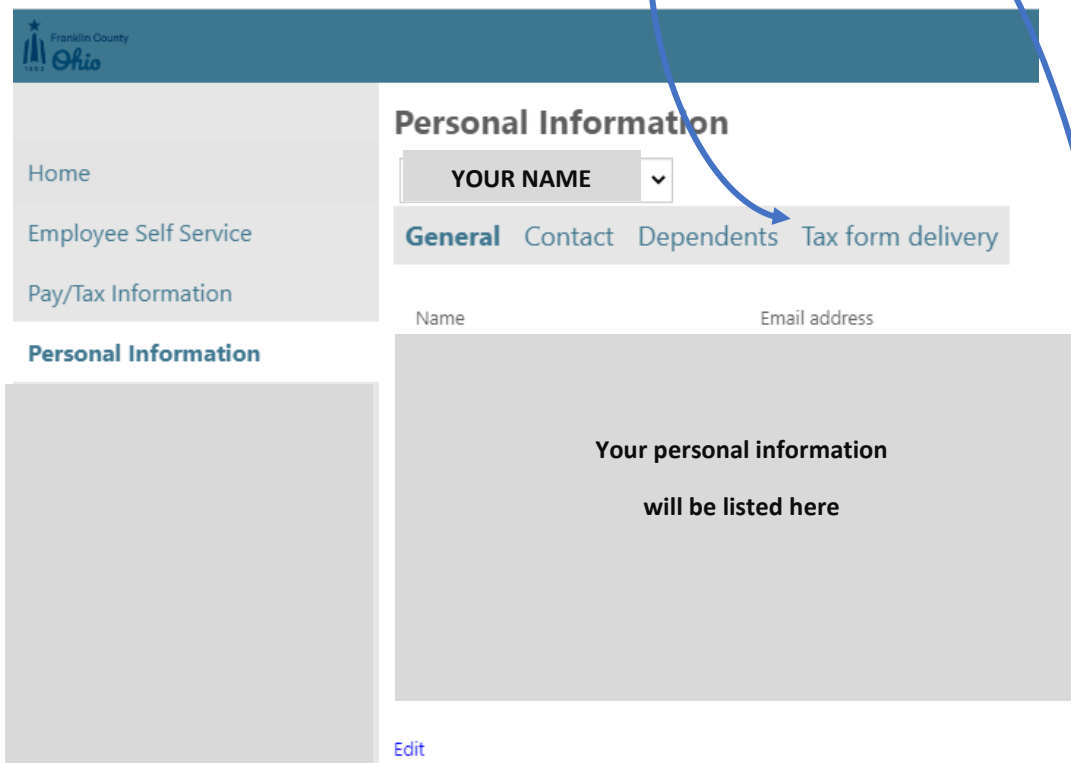 Franklin County
Ohio
Home
Employee Self Service
Pay/Tax Information
Personal Information
Personal Information
YOUR NAME
General Contact Dependents Tax form delivery
Name Email address
Your personal information
will be listed here
Edit